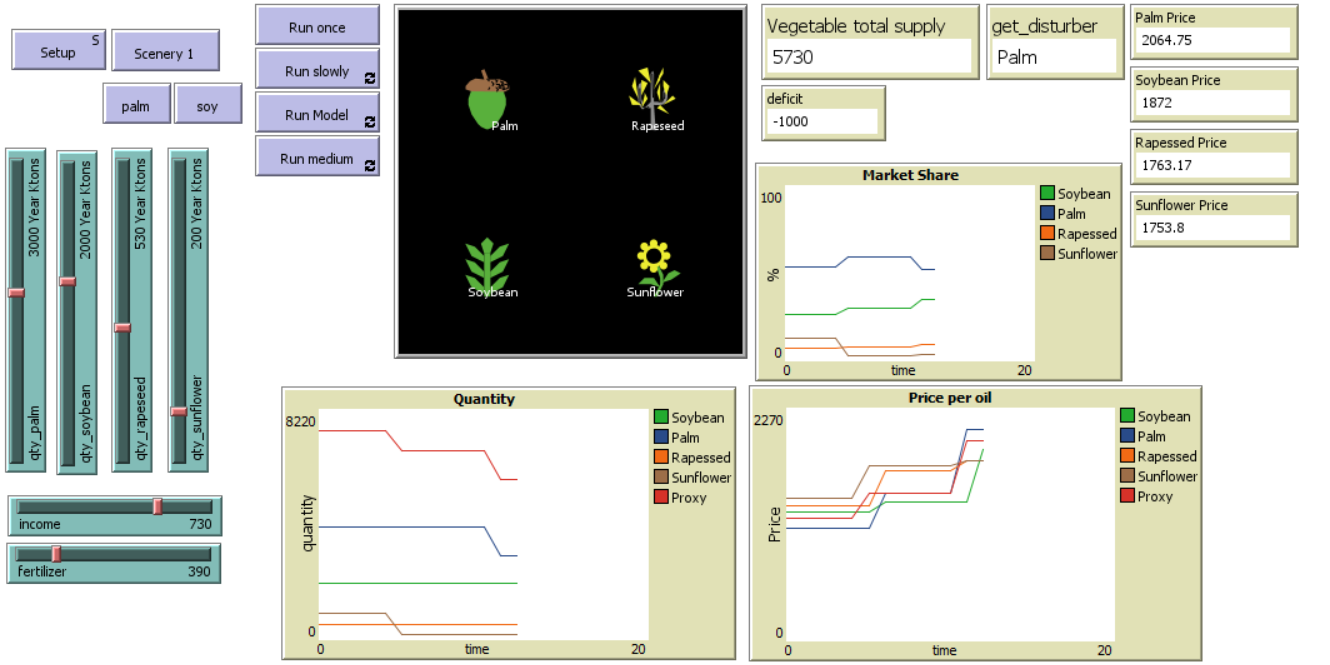 Setup
S
Scenery 1
palm
soy
Run once
Run slowly
Run Model
Run medium
qty_palm
3000 Year Ktons
qty_soybean
2000 Year Ktons
qty_rapeseed
530 Year Ktons
qty_sunflower
200 Year Ktons
income
730
fertilizer
390
Palm
Rapeseed
Soybean
Sunflower
Vegetable total supply
5730
get_disturber
Palm
deficit
-1000
Palm Price
2064.75
Soybean Price
1872
Rapessed Price
1763.17
Sunflower Price
1753.8
Market Share
100
%
0
0
time
20
Soybean
Palm
Rapessed
Sunflower
Quantity
8220
quantity
0
0
time
20
Soybean
Palm
Rapessed
Sunflower
Proxy
Price per oil
2270
Price
0
0
time
20
Soybean
Palm
Rapessed
Sunflower
Proxy